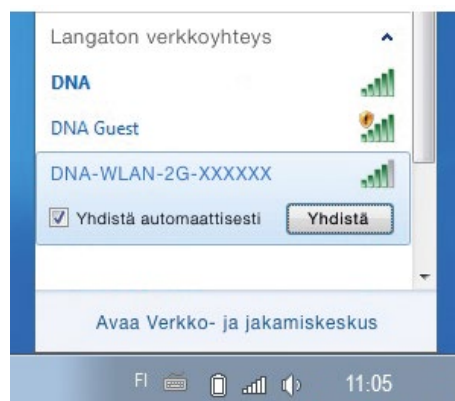 Langaton verkkoyhteys
DNA
DNA Guest
DNA-WLAN-2G-XXXXXX
Yhdistä automaattisesti Yhdistä
Avaa Verkko- ja jakamiskeskus
FI 11:05